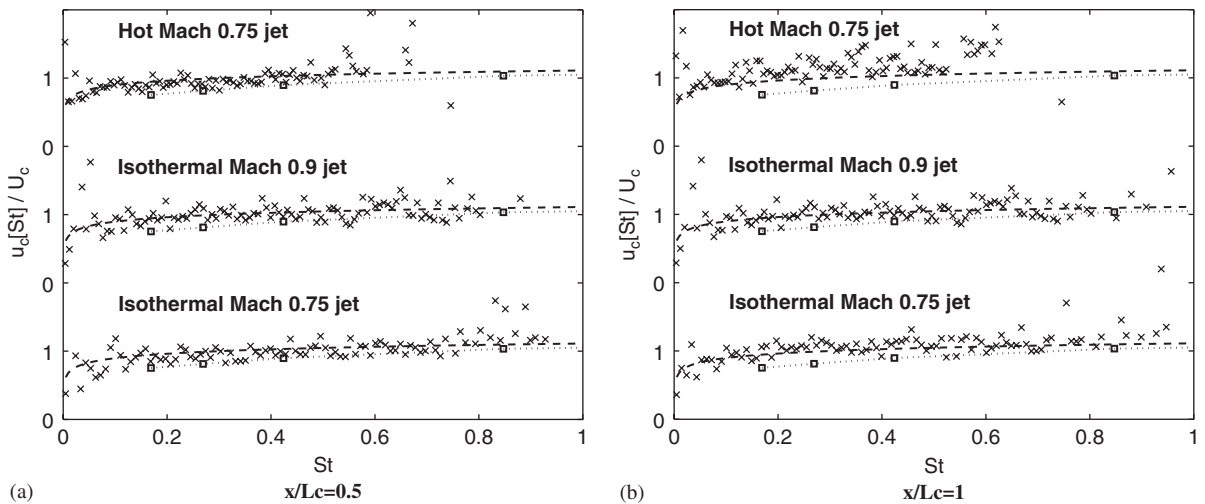 Hot Mach 0.75 jet
1
0
Isothermal Mach 0.9 jet
1
0
Isothermal Mach 0.75 jet
1
0
u_c[St] / U_c
0 0.2 0.4 0.6 0.8 1
St
(a) x/Lc=0.5
Hot Mach 0.75 jet
1
0
Isothermal Mach 0.9 jet
1
0
Isothermal Mach 0.75 jet
1
0
u_c[St] / U_c
0 0.2 0.4 0.6 0.8 1
St
(b) x/Lc=1